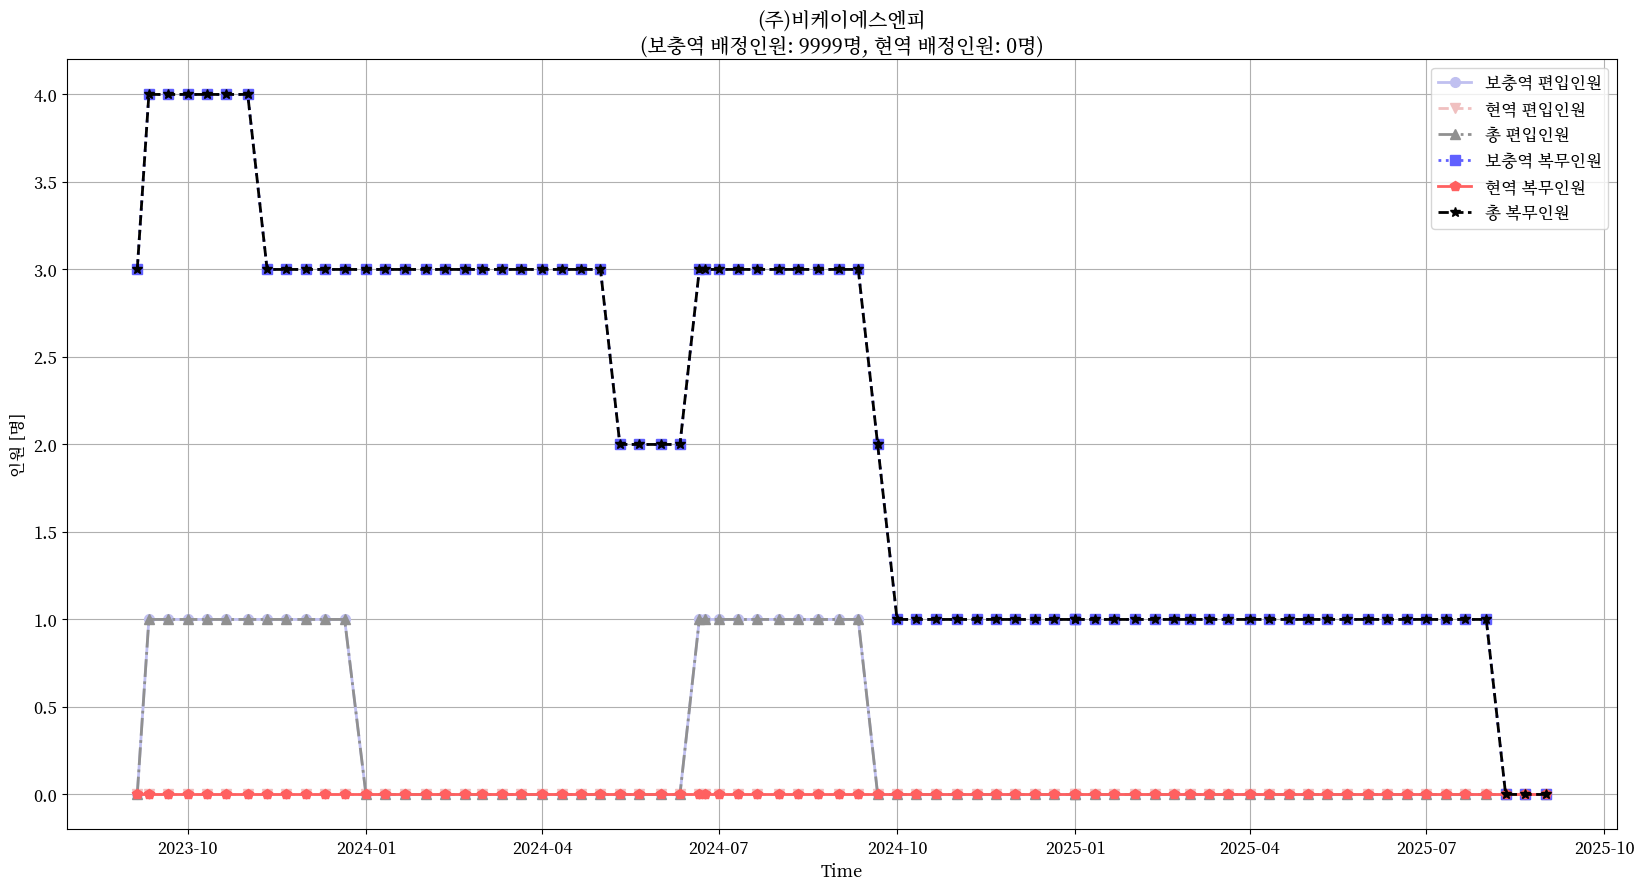 (주)비케이에스엔피
(보충역 배정인원: 9999명, 현역 배정인원: 0명)
보충역 편입인원
현역 편입인원
총 편입인원
보충역 복무인원
현역 복무인원
총 복무인원
인원 [명]
4.0
3.5
3.0
2.5
2.0
1.5
1.0
0.5
0.0
2023-10
2024-01
2024-04
2024-07
2024-10
2025-01
2025-04
2025-07
2025-10
Time